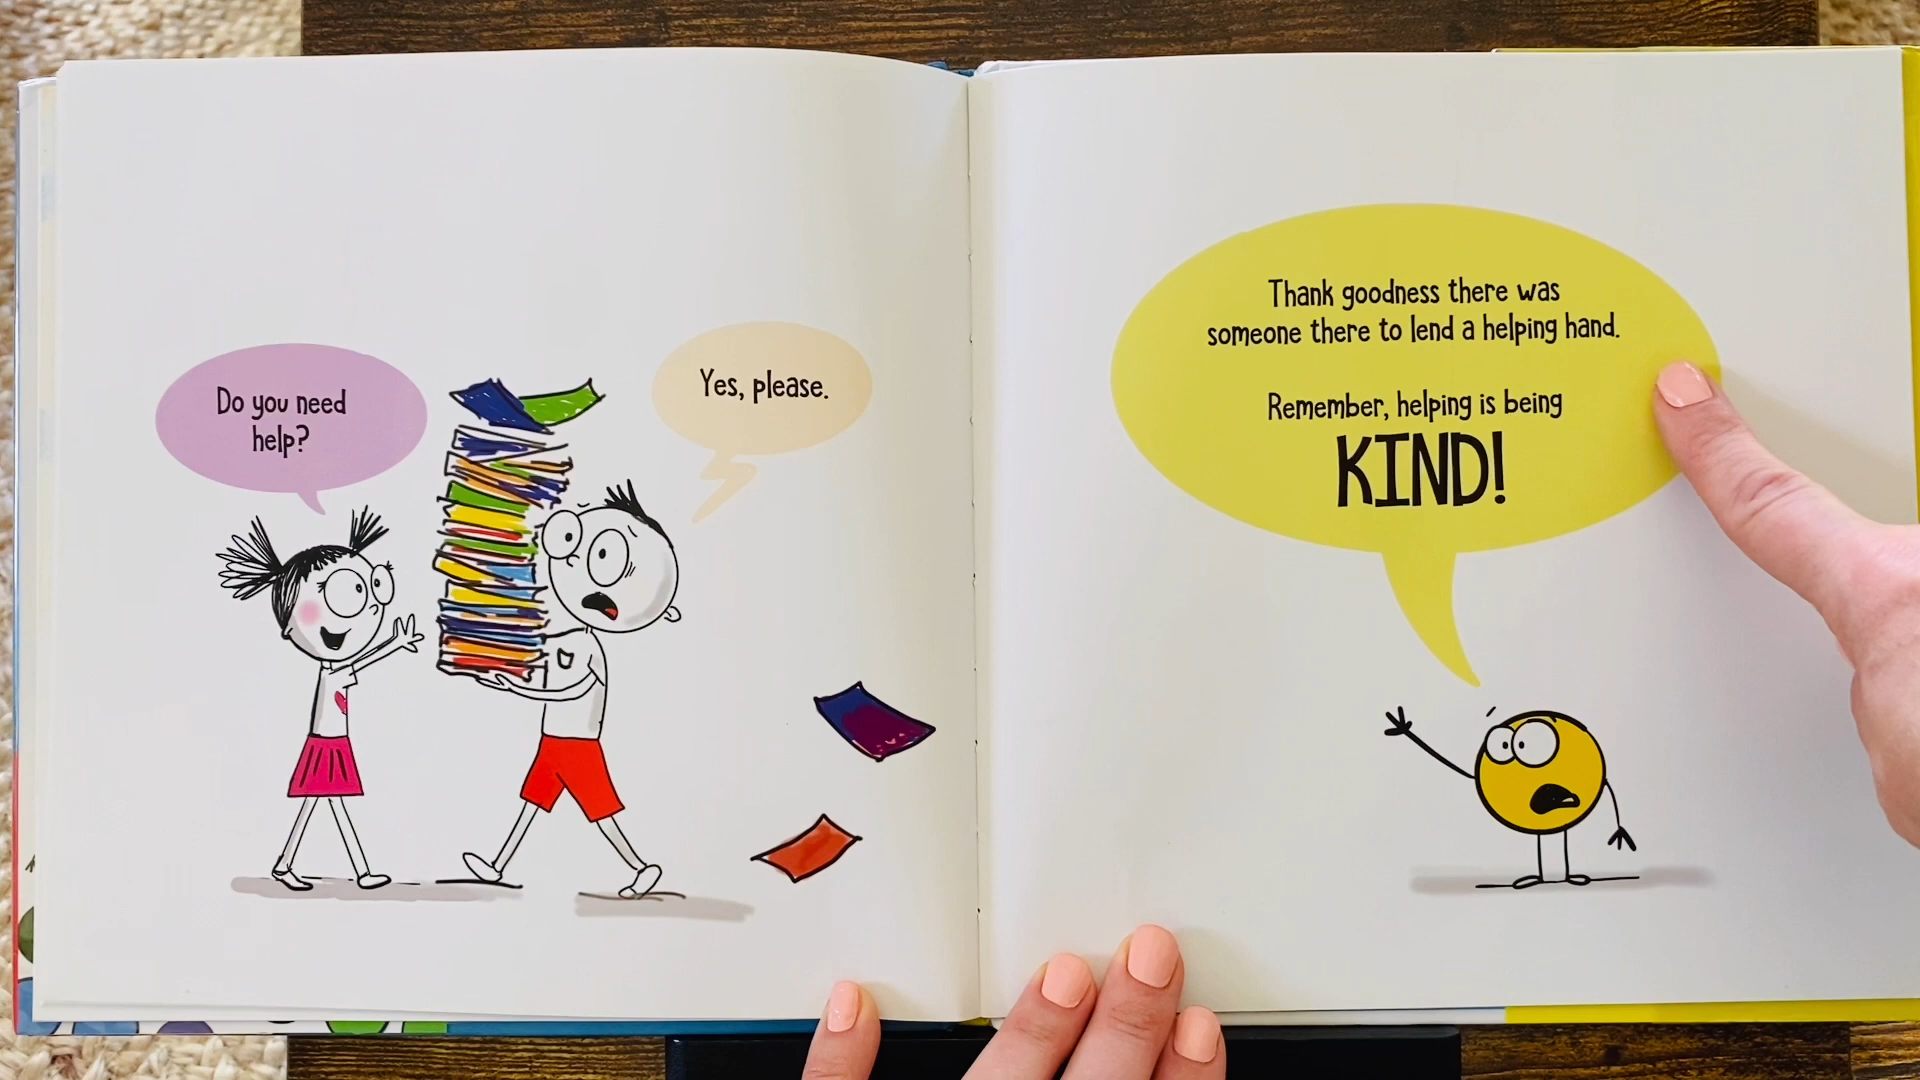 Do you need
help?
Yes, please.
Thank goodness there was
someone there to lend a helping hand.
Remember, helping is being
KIND!